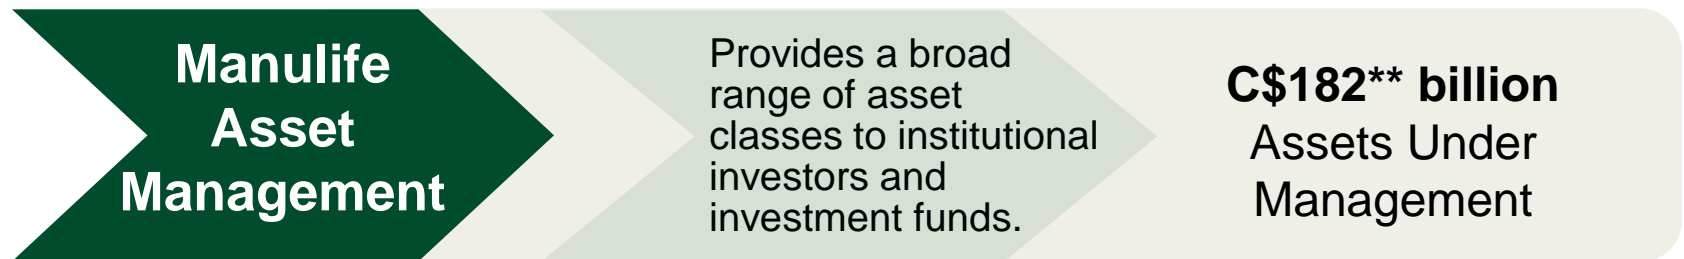 Manulife
Asset
Management
Provides a broad
range of asset
classes to institutional
investors and
investment funds.
C$182** billion
Assets Under
Management